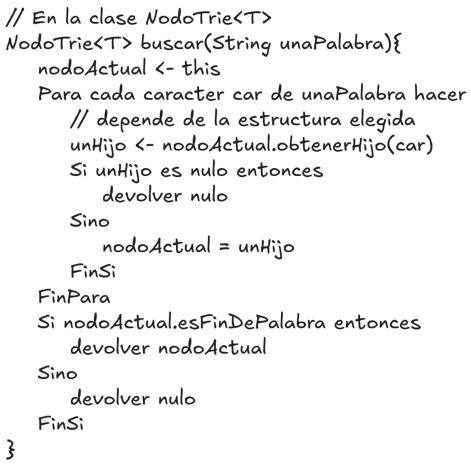 // En la clase NodoTrie<T>
NodoTrie<T> buscar(String unaPalabra){
nodoActual <- this
Para cada caracter car de unaPalabra hacer
// depende de la estructura elegida
unHijo <- nodoActual.obtenerHijo(car)
Si unHijo es nulo entonces
devolver nulo
Sino
nodoActual = unHijo
FinSi
FinPara
Si nodoActual.esFinDePalabra entonces
devolver nodoActual
Sino
devolver nulo
FinSi
}